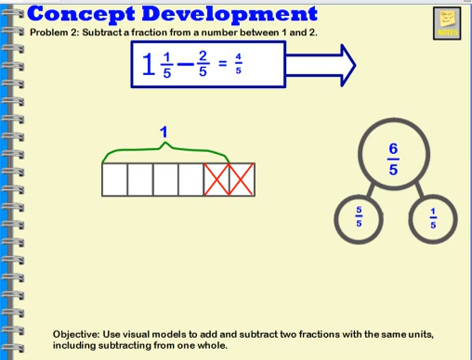 Concept Development
Problem 2: Subtract a fraction from a number between 1 and 2.
1 1/5 − 2/5 = 4/5
1
6/5
5/5
1/5
Objective: Use visual models to add and subtract two fractions with the same units,
including subtracting from one whole.